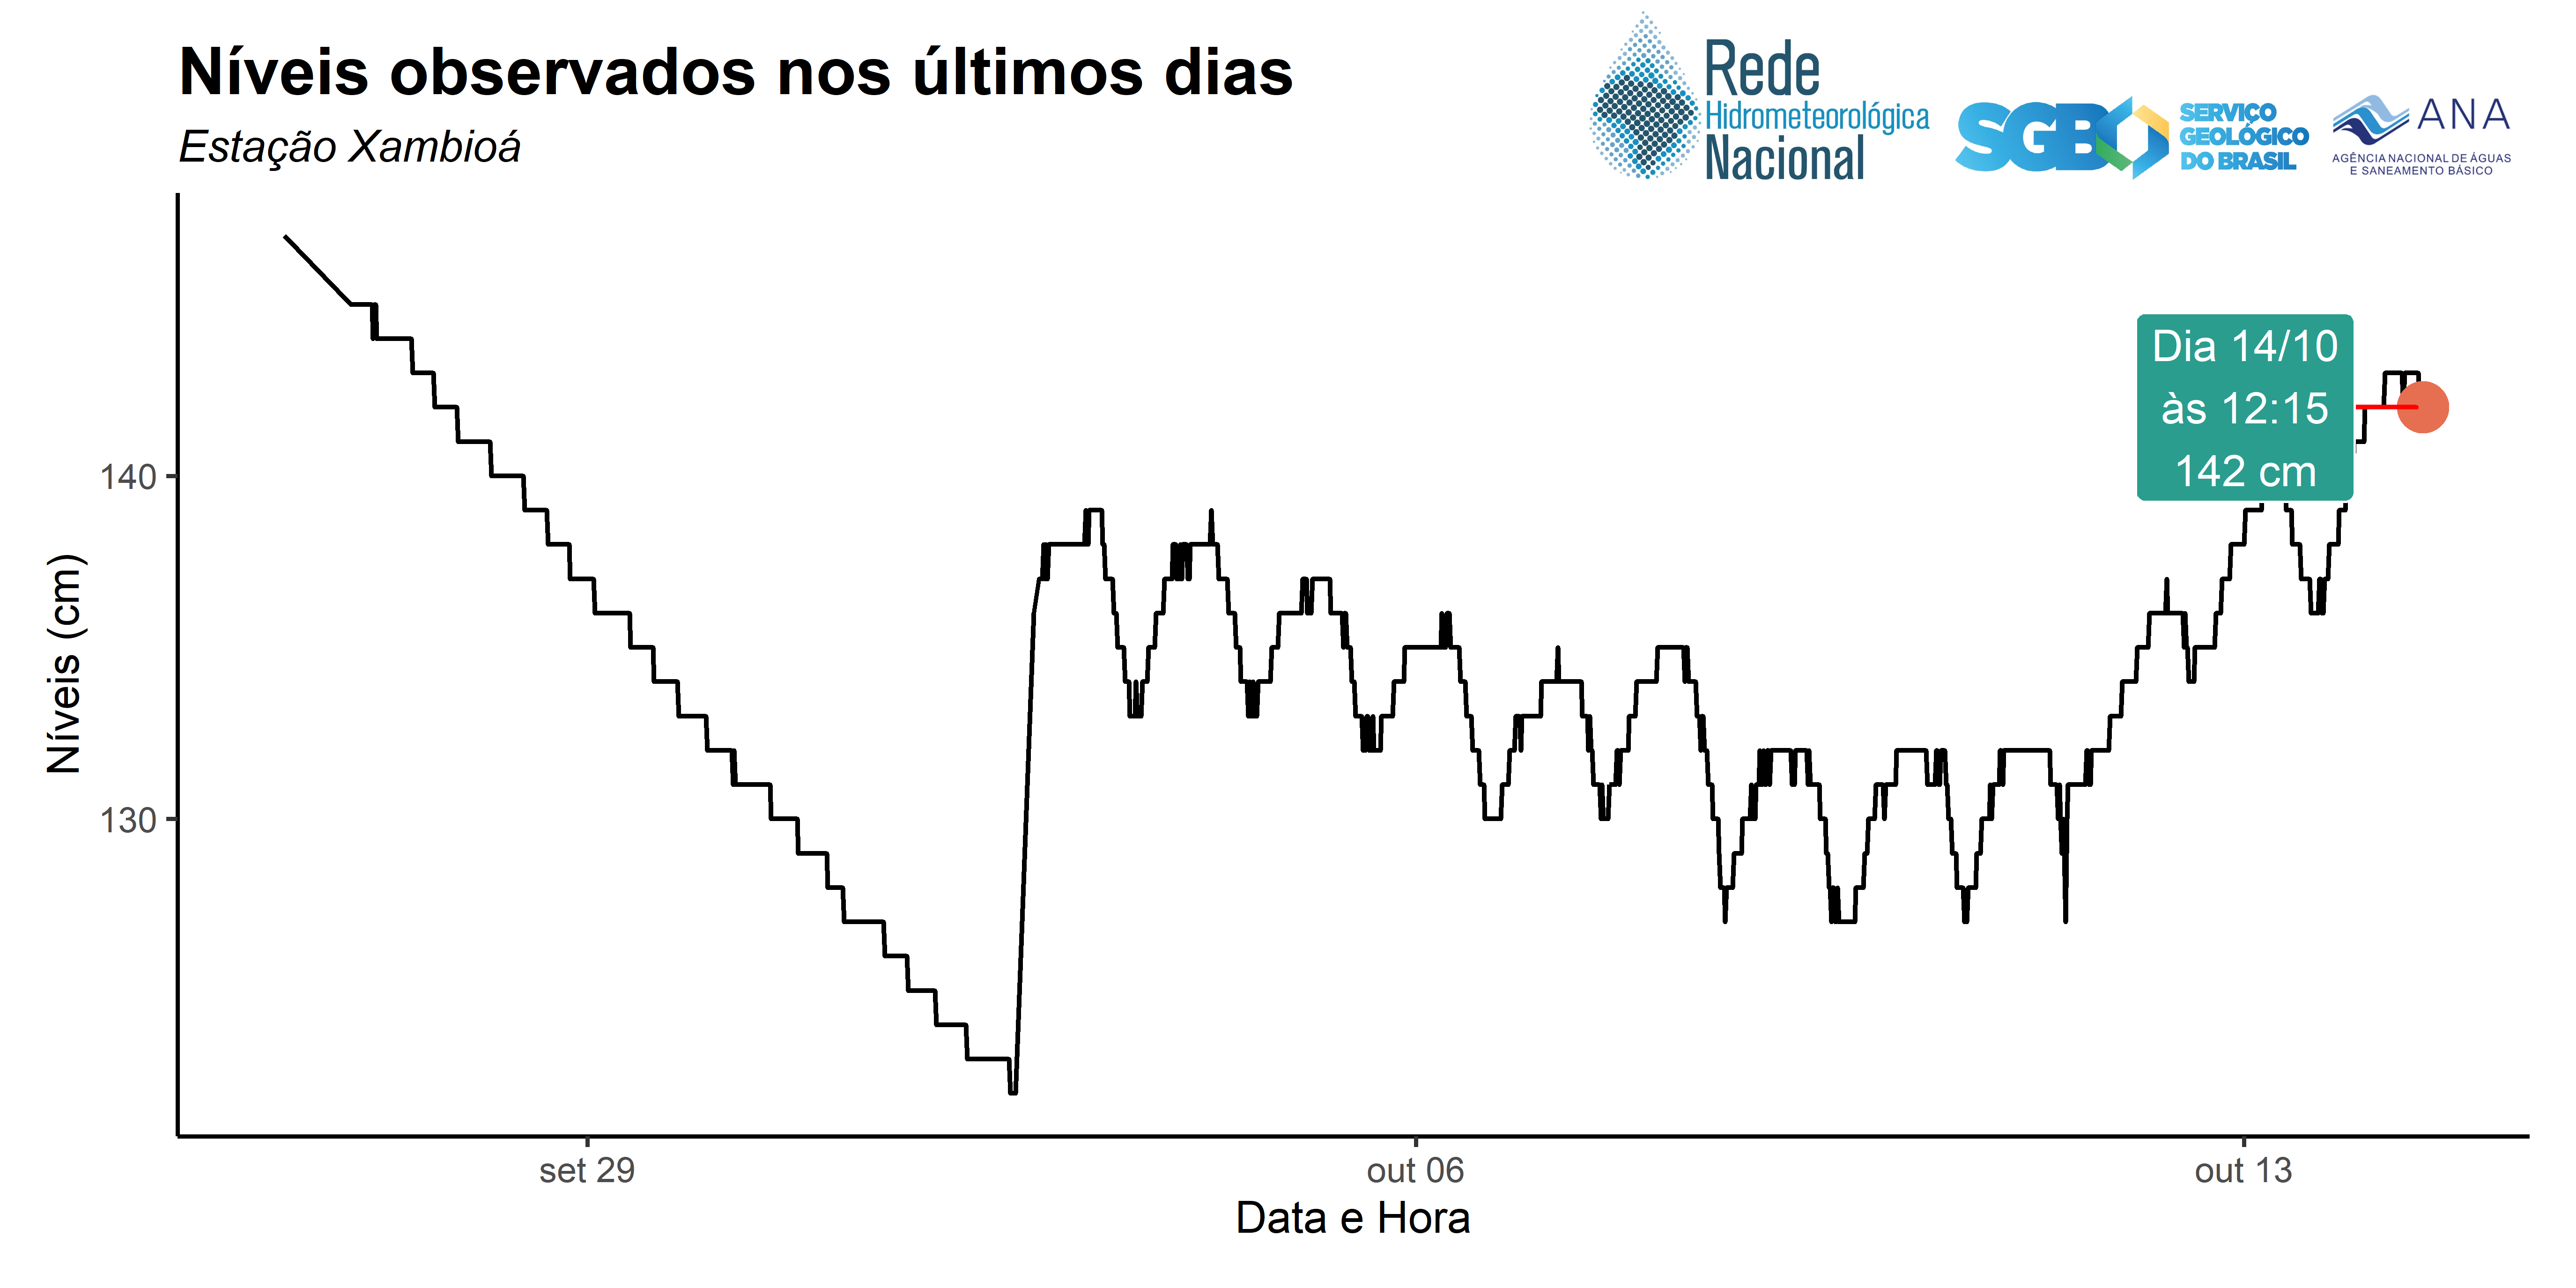 Níveis observados nos últimos dias
Estação Xambioá
Rede
Hidrometeorológica
Nacional
SGB
SERVIÇO
GEOLÓGICO
DO BRASIL
ANA
AGÊNCIA NACIONAL DE ÁGUAS
E SANEAMENTO BÁSICO
Dia 14/10
às 12:15
142 cm
140
130
Níveis (cm)
set 29
out 06
out 13
Data e Hora